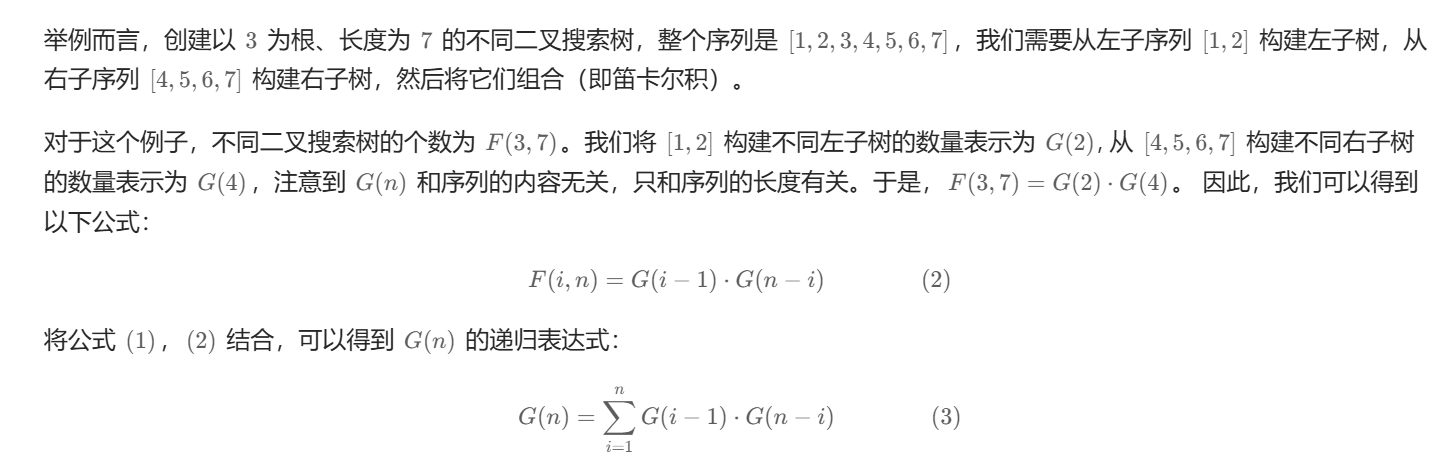 举例而言，创建以 3 为根、长度为 7 的不同二叉搜索树，整个序列是 [1, 2, 3, 4, 5, 6, 7]，我们需要从左子序列 [1, 2] 构建左子树，从
右子序列 [4, 5, 6, 7] 构建右子树，然后将它们组合（即笛卡尔积）。
对于这个例子，不同二叉搜索树的个数为 F(3, 7)。我们将 [1, 2] 构建不同左子树的数量表示为 G(2), 从 [4, 5, 6, 7] 构建不同右子树
的数量表示为 G(4)，注意到 G(n) 和序列的内容无关，只和序列的长度有关。于是，F(3, 7) = G(2) · G(4)。 因此，我们可以得到
以下公式：
F(i, n) = G(i − 1) · G(n − i) (2)
将公式 (1)，(2) 结合，可以得到 G(n) 的递归表达式：
G(n) = \sum_{i=1}^{n} G(i − 1) · G(n − i) (3)